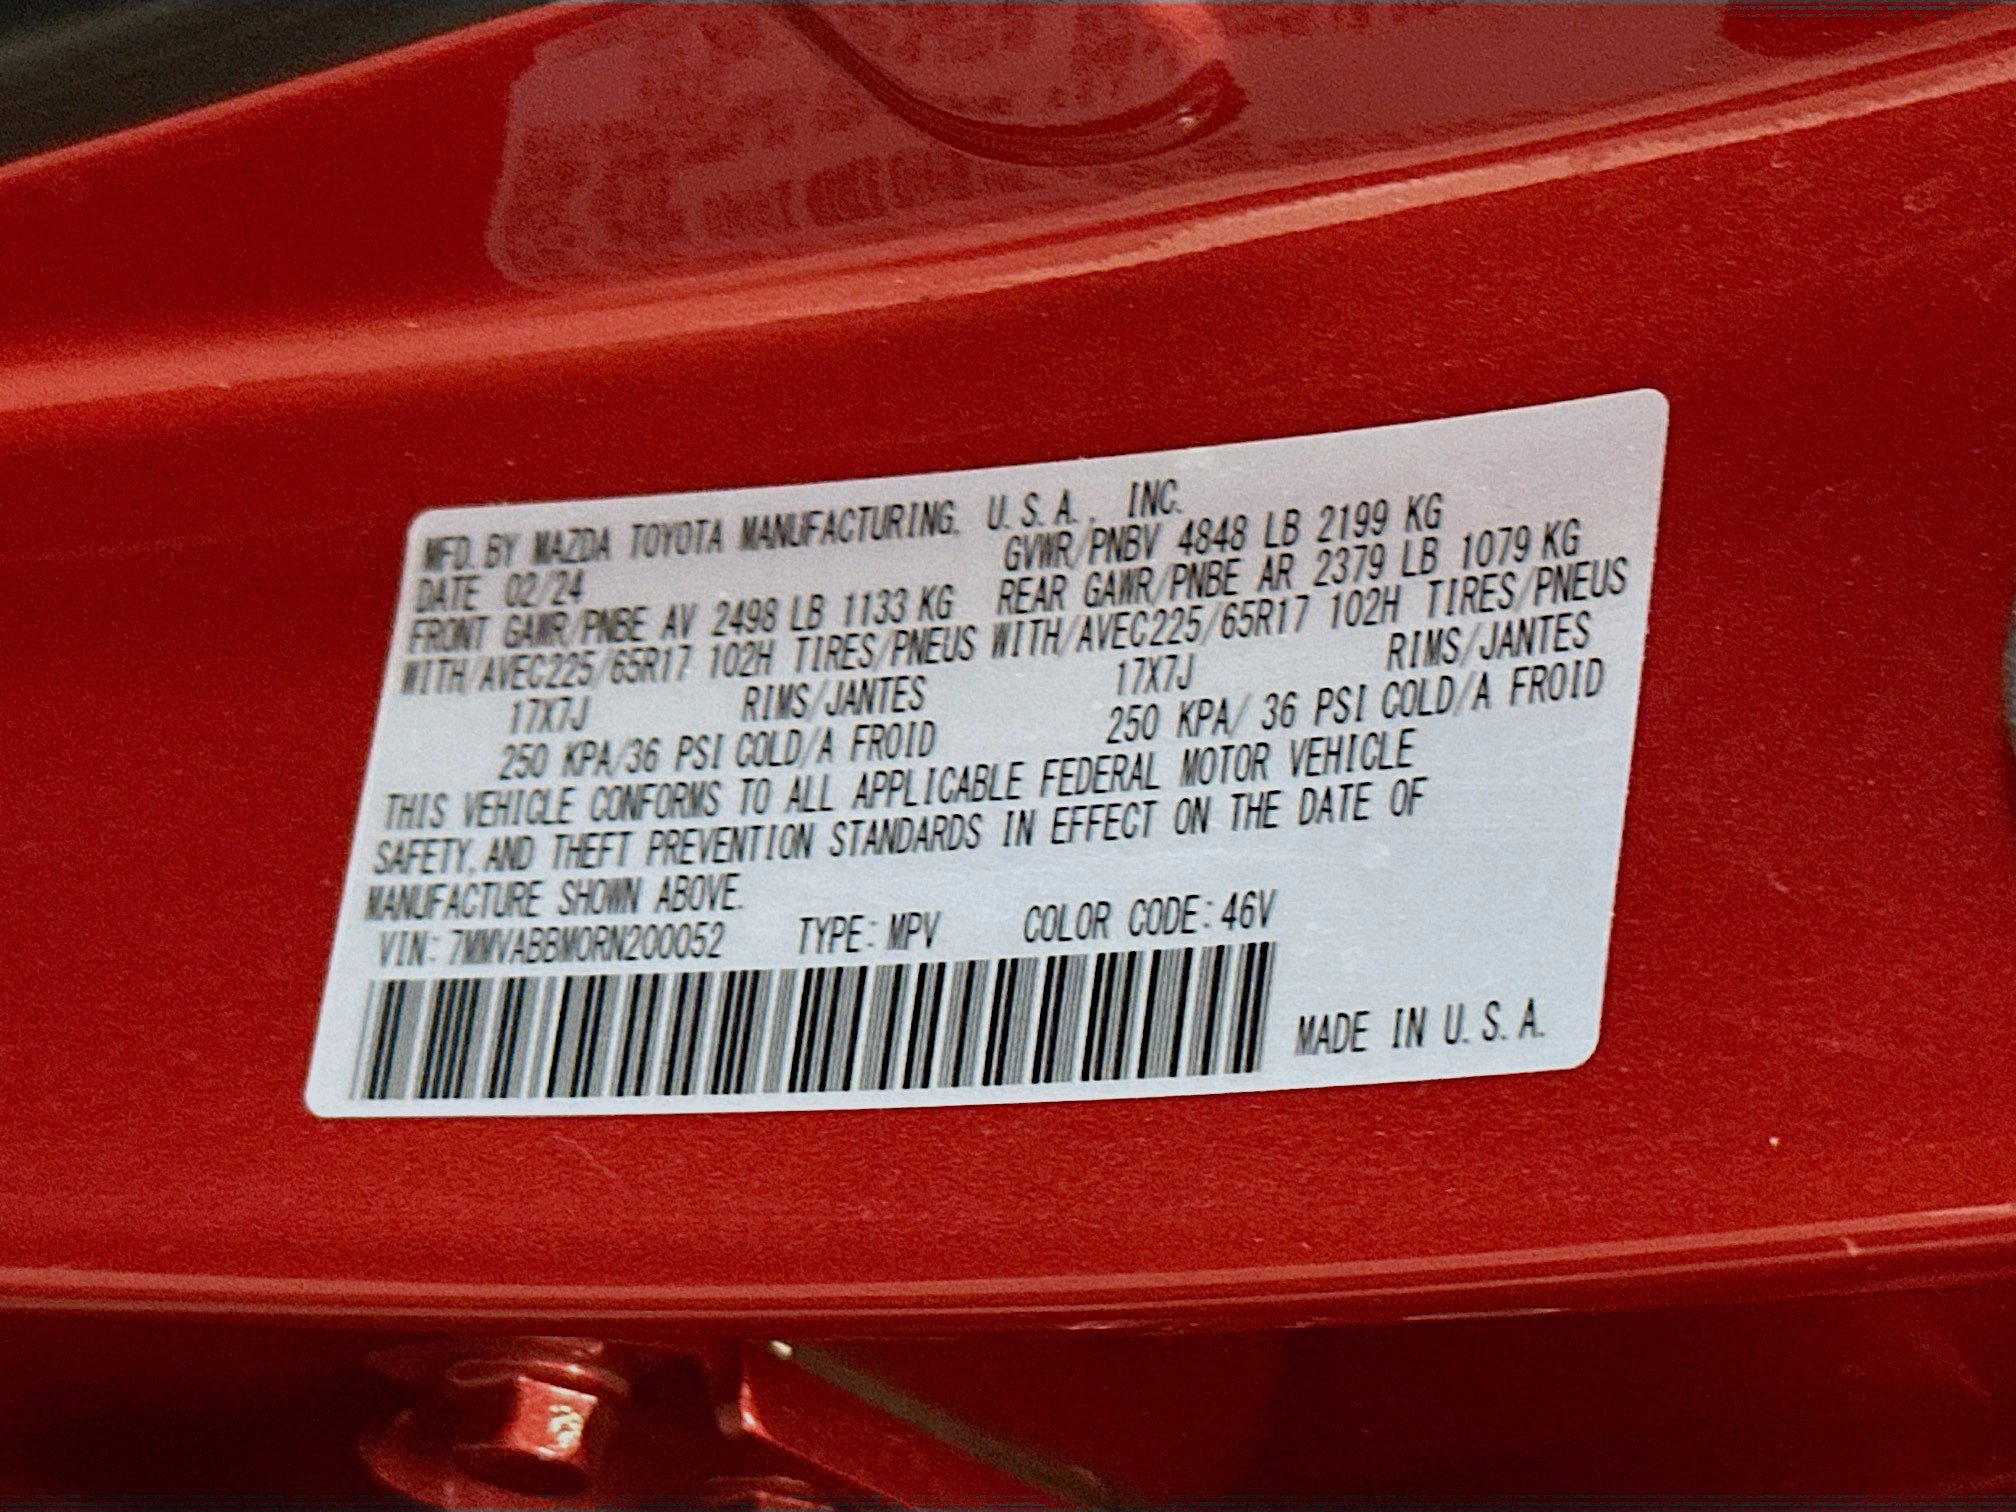 MFD. BY MAZDA TOYOTA MANUFACTURING, U. S. A., INC.
DATE 02/24 GVWR/PNBV 4848 LB 2199 KG
FRONT GAWR/PNBE AV 2498 LB 1133 KG REAR GAWR/PNBE AR 2379 LB 1079 KG
WITH/AVEC225/65R17 102H TIRES/PNEUS WITH/AVEC225/65R17 102H TIRES/PNEUS
17X7J RIMS/JANTES 17X7J RIMS/JANTES
250 KPA/36 PSI COLD/A FROID 250 KPA/ 36 PSI COLD/A FROID
THIS VEHICLE CONFORMS TO ALL APPLICABLE FEDERAL MOTOR VEHICLE
SAFETY, AND THEFT PREVENTION STANDARDS IN EFFECT ON THE DATE OF
MANUFACTURE SHOWN ABOVE.
VIN: 7MMVABBM0RN200052 TYPE: MPV COLOR CODE: 46V
MADE IN U. S. A.